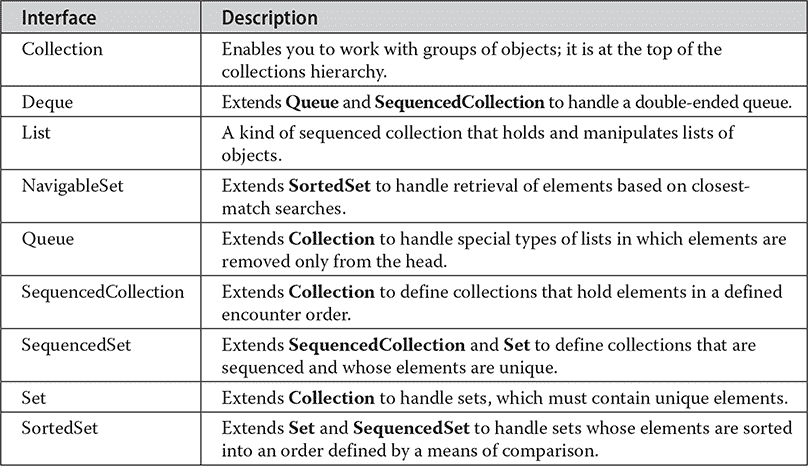 Interface Description
Collection Enables you to work with groups of objects; it is at the top of the
collections hierarchy.
Deque Extends Queue and SequencedCollection to handle a double-ended queue.
List A kind of sequenced collection that holds and manipulates lists of
objects.
NavigableSet Extends SortedSet to handle retrieval of elements based on closest-
match searches.
Queue Extends Collection to handle special types of lists in which elements are
removed only from the head.
SequencedCollection Extends Collection to define collections that hold elements in a defined
encounter order.
SequencedSet Extends SequencedCollection and Set to define collections that are
sequenced and whose elements are unique.
Set Extends Collection to handle sets, which must contain unique elements.
SortedSet Extends Set and SequencedSet to handle sets whose elements are sorted
into an order defined by a means of comparison.